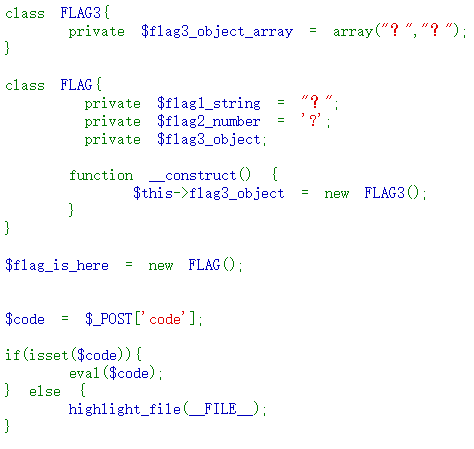 class FLAG3{
private $flag3_object_array = array("?","?");
}
class FLAG{
private $flag1_string = "?";
private $flag2_number = '?';
private $flag3_object;
function __construct() {
$this->flag3_object = new FLAG3();
}
}
$flag_is_here = new FLAG();
$code = $_POST['code'];
if(isset($code)){
eval($code);
} else {
highlight_file(__FILE__);
}